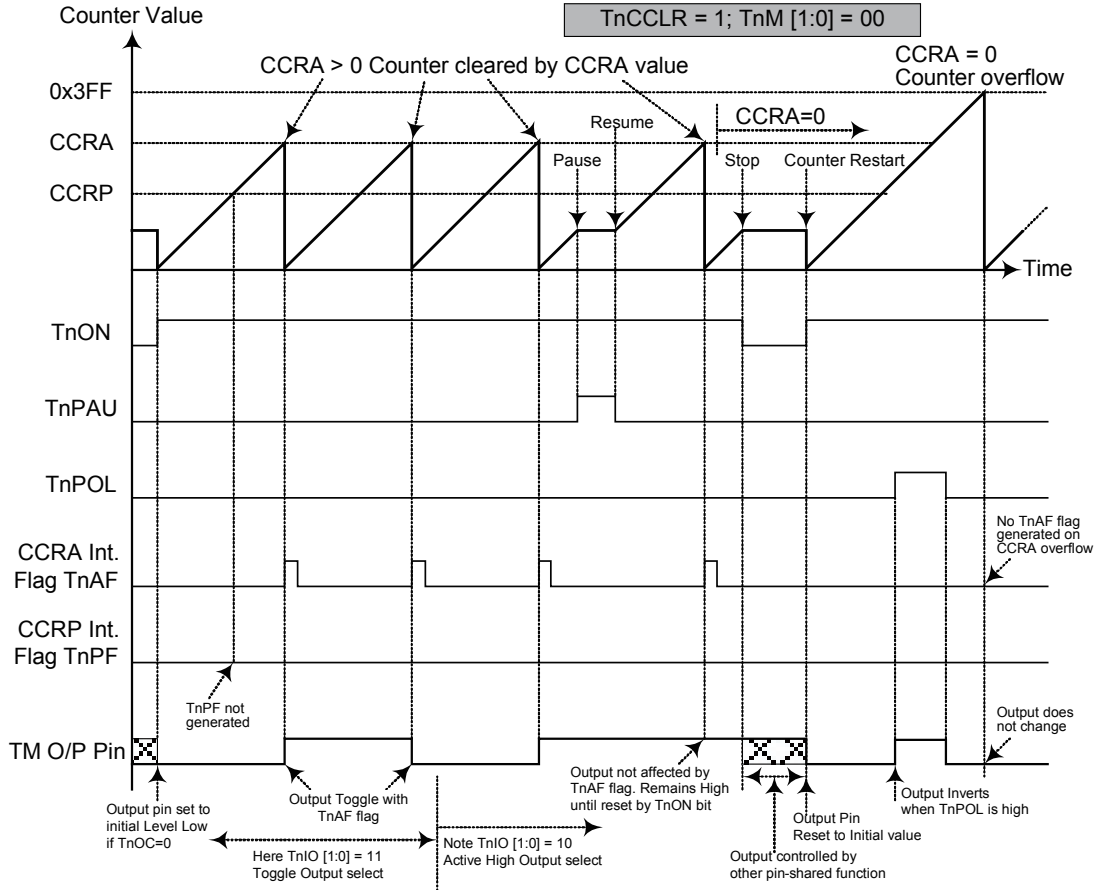 Counter Value
TnCCLR = 1; TnM [1:0] = 00
CCRA > 0 Counter cleared by CCRA value
CCRA = 0
Counter overflow
0x3FF
CCRA
CCRP
Resume
CCRA=0
Pause
Stop
Counter Restart
Time
TnON
TnPAU
TnPOL
CCRA Int.
Flag TnAF
No TnAF flag
generated on
CCRA overflow
CCRP Int.
Flag TnPF
TnPF not
generated
Output does
not change
TM O/P Pin
Output pin set to
initial Level Low
if TnOC=0
Output Toggle with
TnAF flag
Output not affected by
TnAF flag. Remains High
until reset by TnON bit
Output Inverts
when TnPOL is high
Output Pin
Reset to Initial value
Here TnIO [1:0] = 11
Toggle Output select
Note TnIO [1:0] = 10
Active High Output select
Output controlled by
other pin-shared function